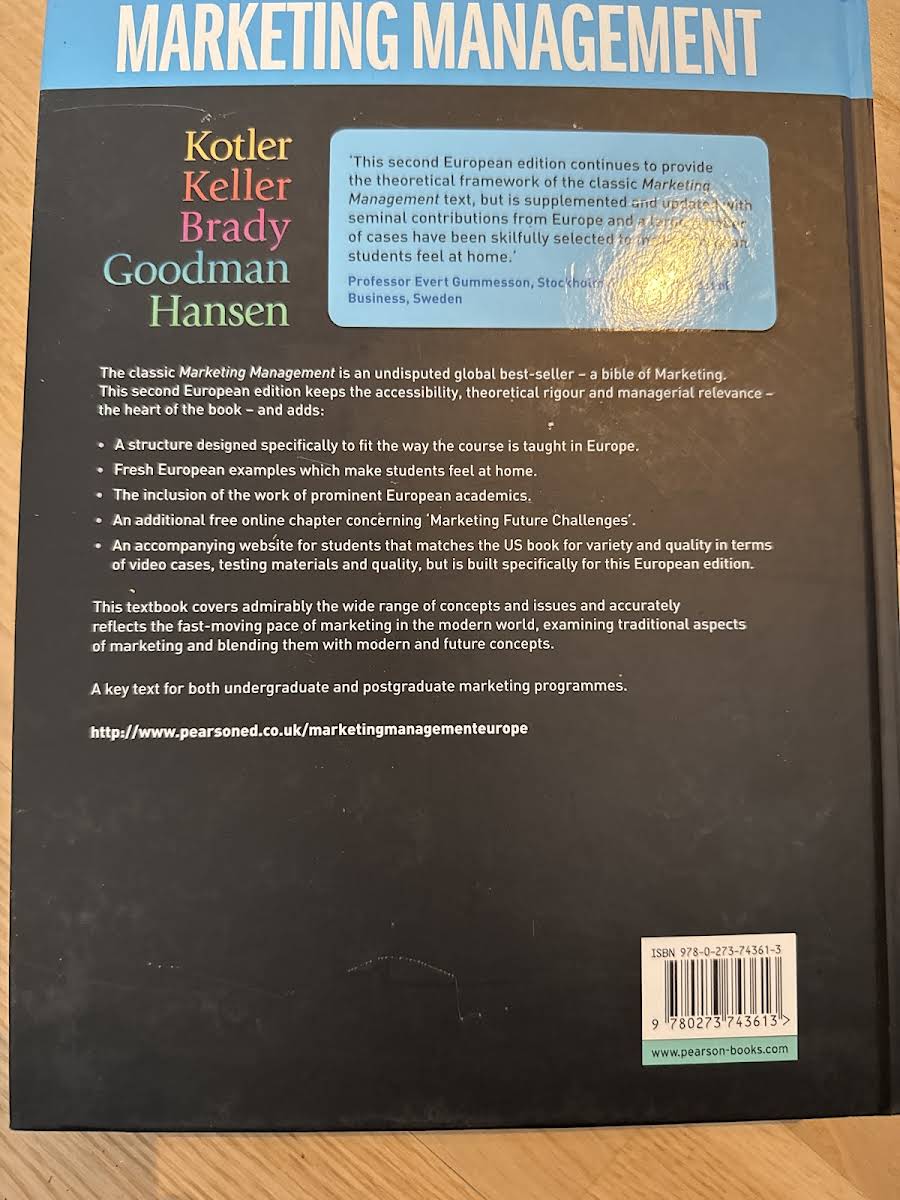 MARKETING MANAGEMENT
Kotler
Keller
Brady
Goodman
Hansen
'This second European edition continues to provide
the theoretical framework of the classic Marketing
Management text, but is supplemented and updated with
seminal contributions from Europe and a large number
of cases have been skilfully selected to
students feel at home.'
Professor Evert Gummesson, Stockholm of
Business, Sweden
The classic Marketing Management is an undisputed global best-seller – a bible of Marketing.
This second European edition keeps the accessibility, theoretical rigour and managerial relevance –
the heart of the book – and adds:
• A structure designed specifically to fit the way the course is taught in Europe.
• Fresh European examples which make students feel at home.
• The inclusion of the work of prominent European academics.
• An additional free online chapter concerning 'Marketing Future Challenges'.
• An accompanying website for students that matches the US book for variety and quality in terms
of video cases, testing materials and quality, but is built specifically for this European edition.
This textbook covers admirably the wide range of concepts and issues and accurately
reflects the fast-moving pace of marketing in the modern world, examining traditional aspects
of marketing and blending them with modern and future concepts.
A key text for both undergraduate and postgraduate marketing programmes.
http://www.pearsoned.co.uk/marketingmanagementeurope
ISBN 978-0-273-74361-3
9 780273 743613 >
www.pearson-books.com